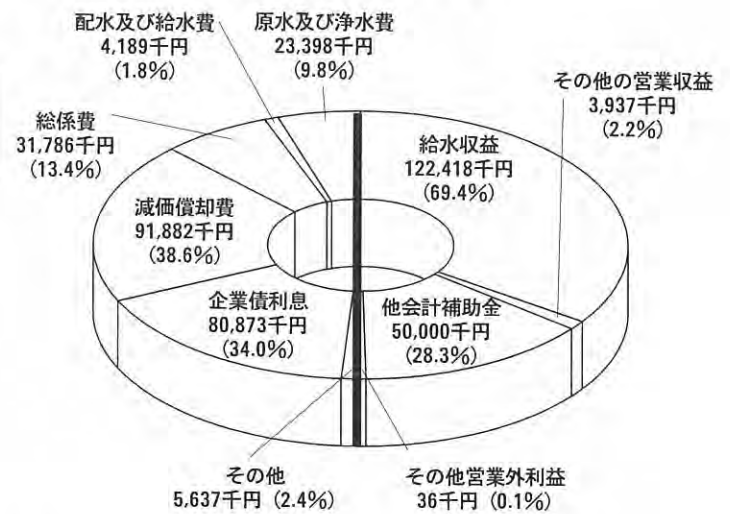 配水及び給水費
4,189千円
(1.8%)
原水及び浄水費
23,398千円
(9.8%)
その他の営業収益
3,937千円
(2.2%)
総係費
31,786千円
(13.4%)
給水収益
122,418千円
(69.4%)
減価償却費
91,882千円
(38.6%)
企業債利息
80,873千円
(34.0%)
他会計補助金
50,000千円
(28.3%)
その他
5,637千円 (2.4%)
その他営業外利益
36千円 (0.1%)